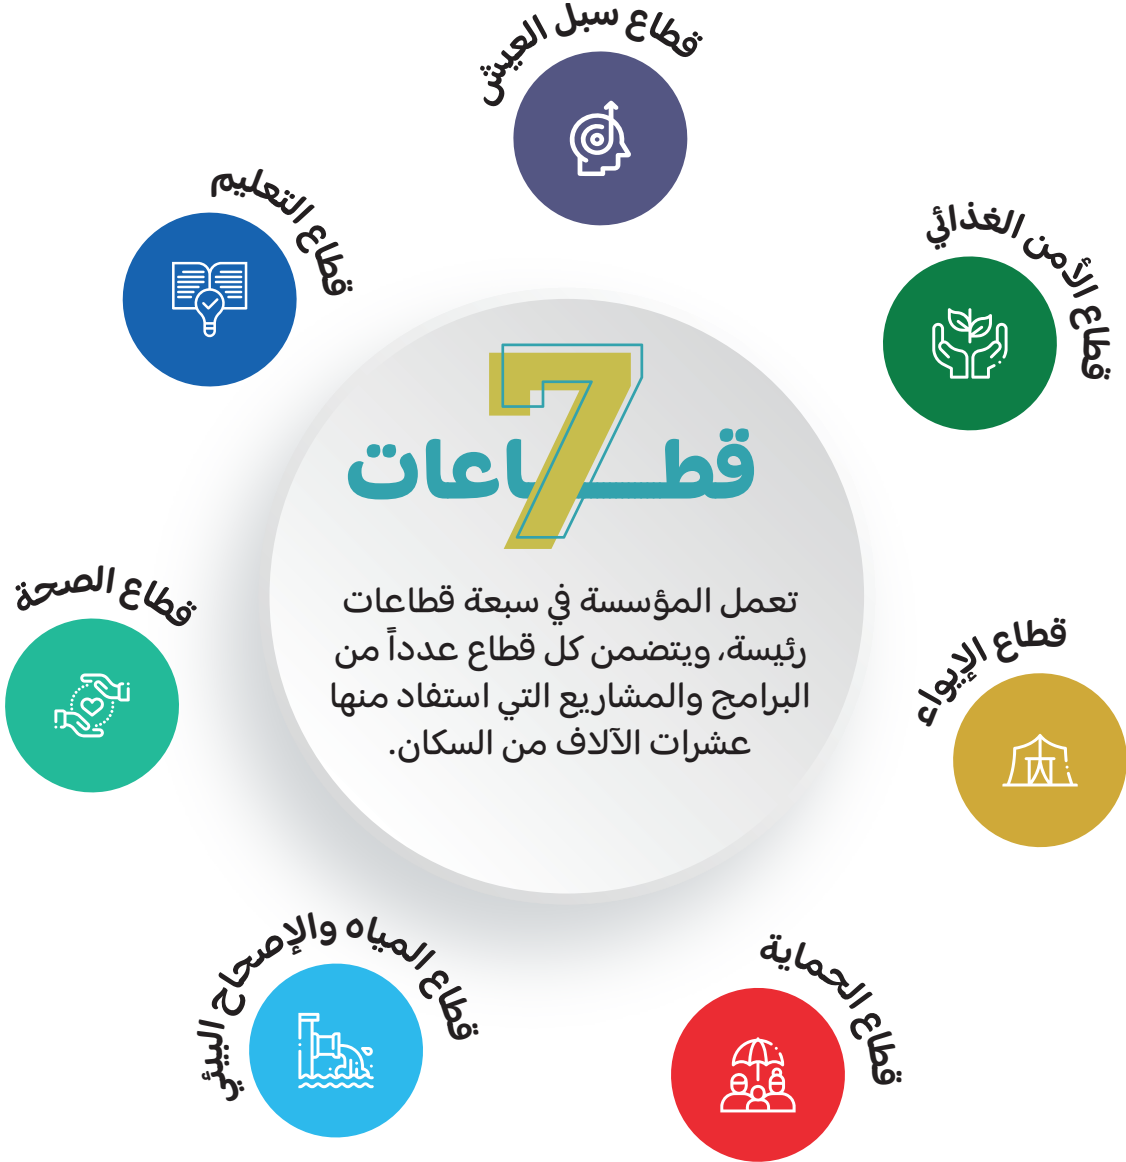 قطاع سبل العيش
قطاع الأمن الغذائي
قطاع التعليم
7 قطاعات
تعمل المؤسسة في سبعة قطاعات
رئيسة، ويتضمن كل قطاع عدداً من
البرامج والمشاريع التي استفاد منها
عشرات الآلاف من السكان.
قطاع الإيواء
قطاع الصحة
قطاع الحماية
قطاع المياه والإصحاح البيئي